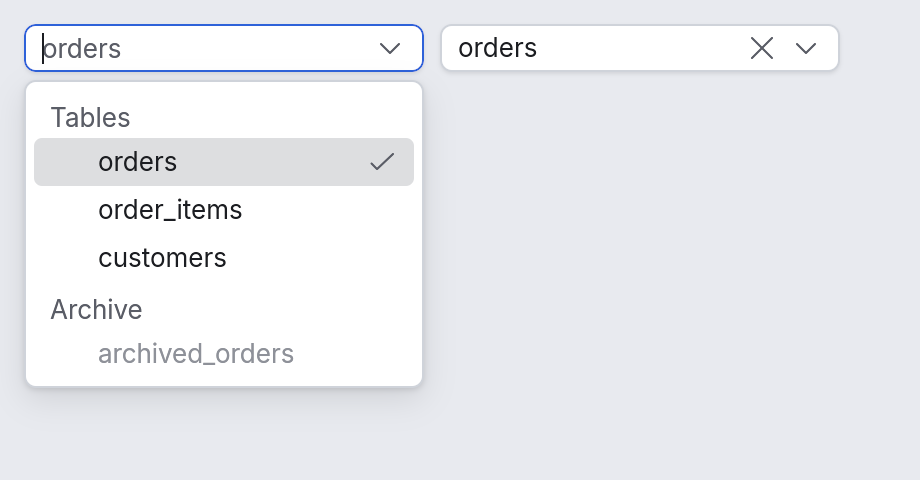 orders
orders
Tables
orders
order_items
customers
Archive
archived_orders